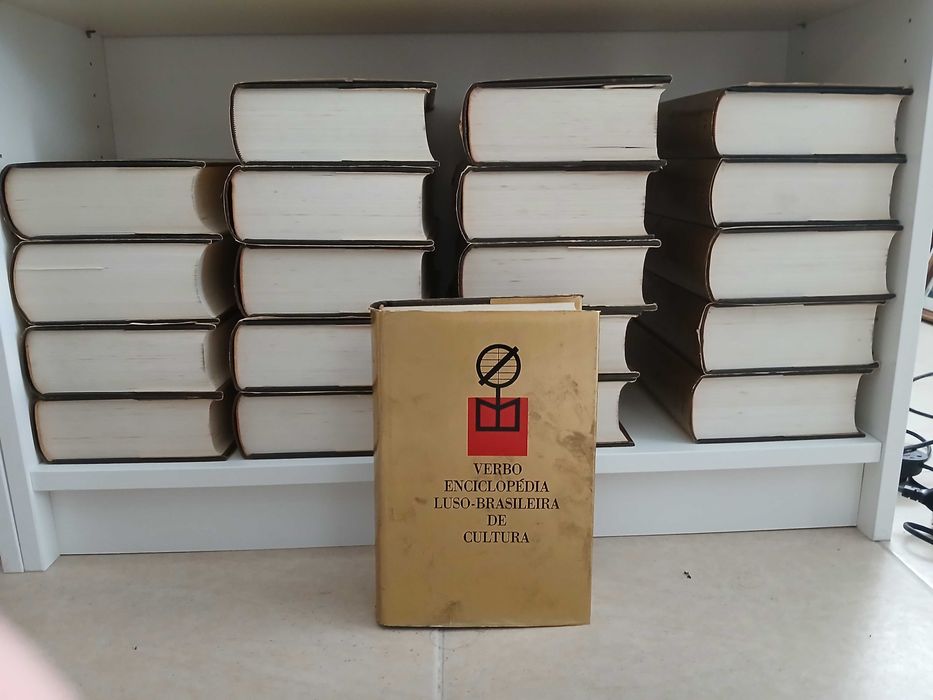 VERBO
ENCICLOPÉDIA
LUSO-BRASILEIRA
DE
CULTURA